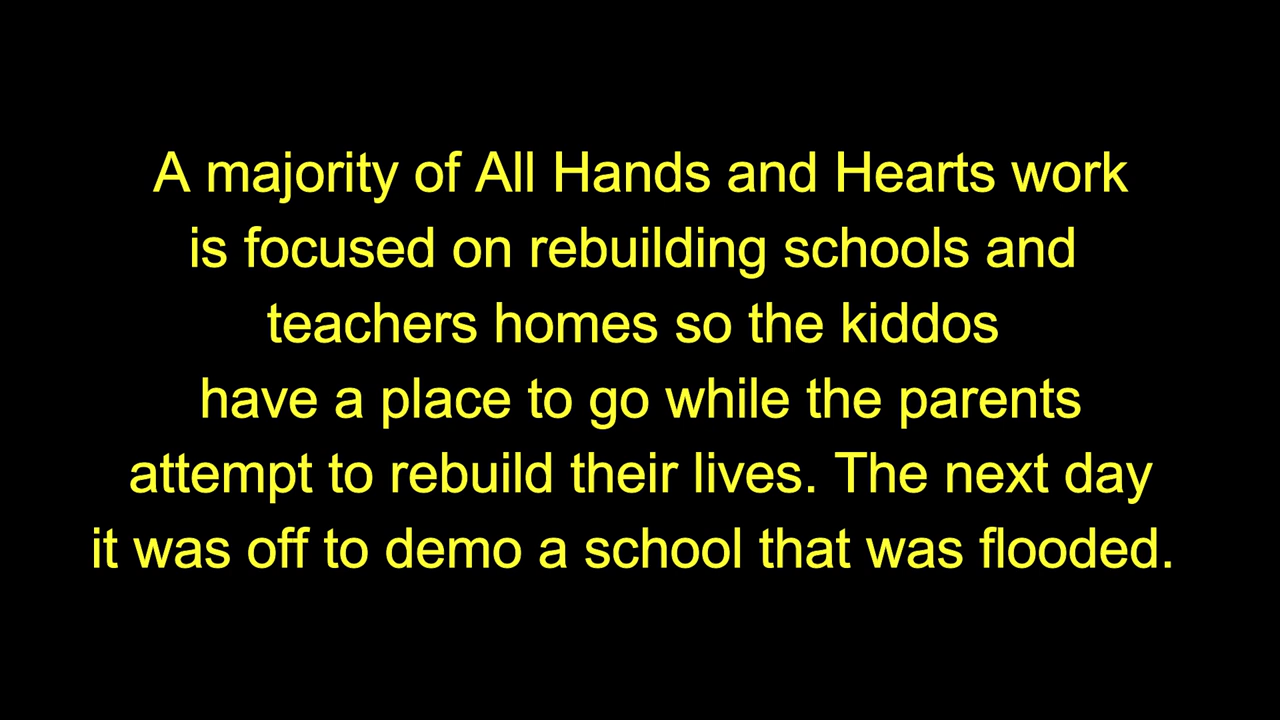 A majority of All Hands and Hearts work
is focused on rebuilding schools and
teachers homes so the kiddos
have a place to go while the parents
attempt to rebuild their lives. The next day
it was off to demo a school that was flooded.